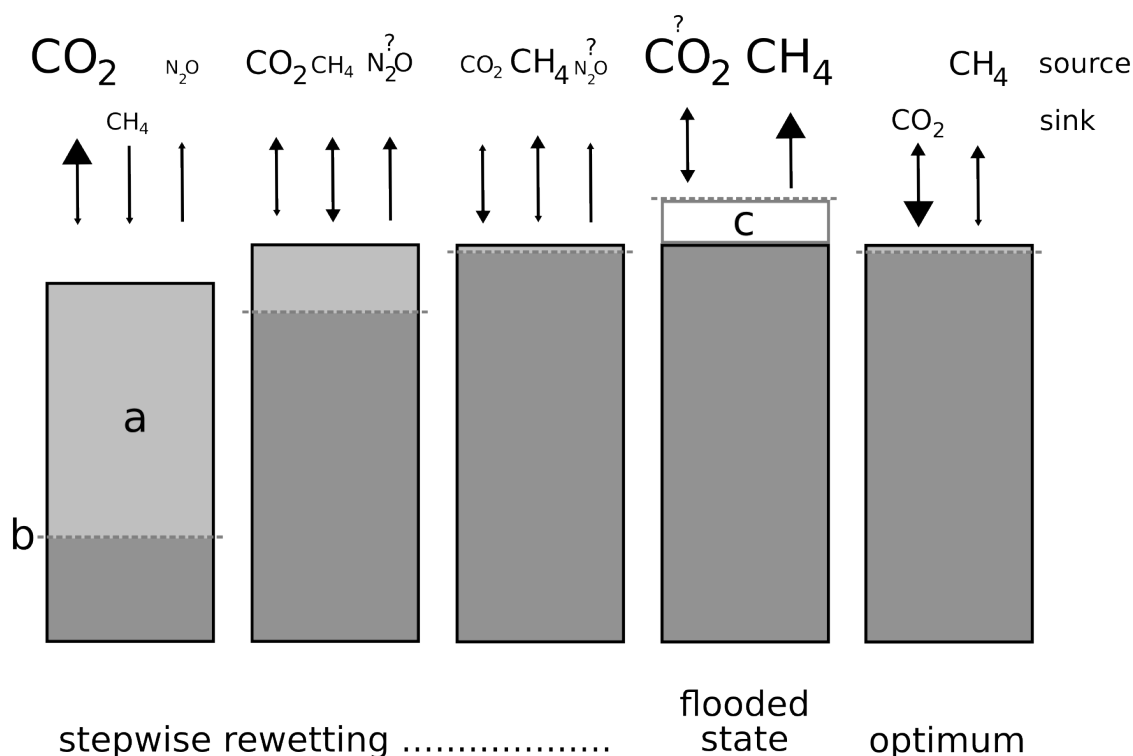 ?
CO₂ N₂O CO₂ CH₄ N₂O ? CO₂ CH₄ N₂O ? CO₂ CH₄ CH₄ source
CH₄ CO₂ sink
c
a
b
flooded
stepwise rewetting ................... state optimum